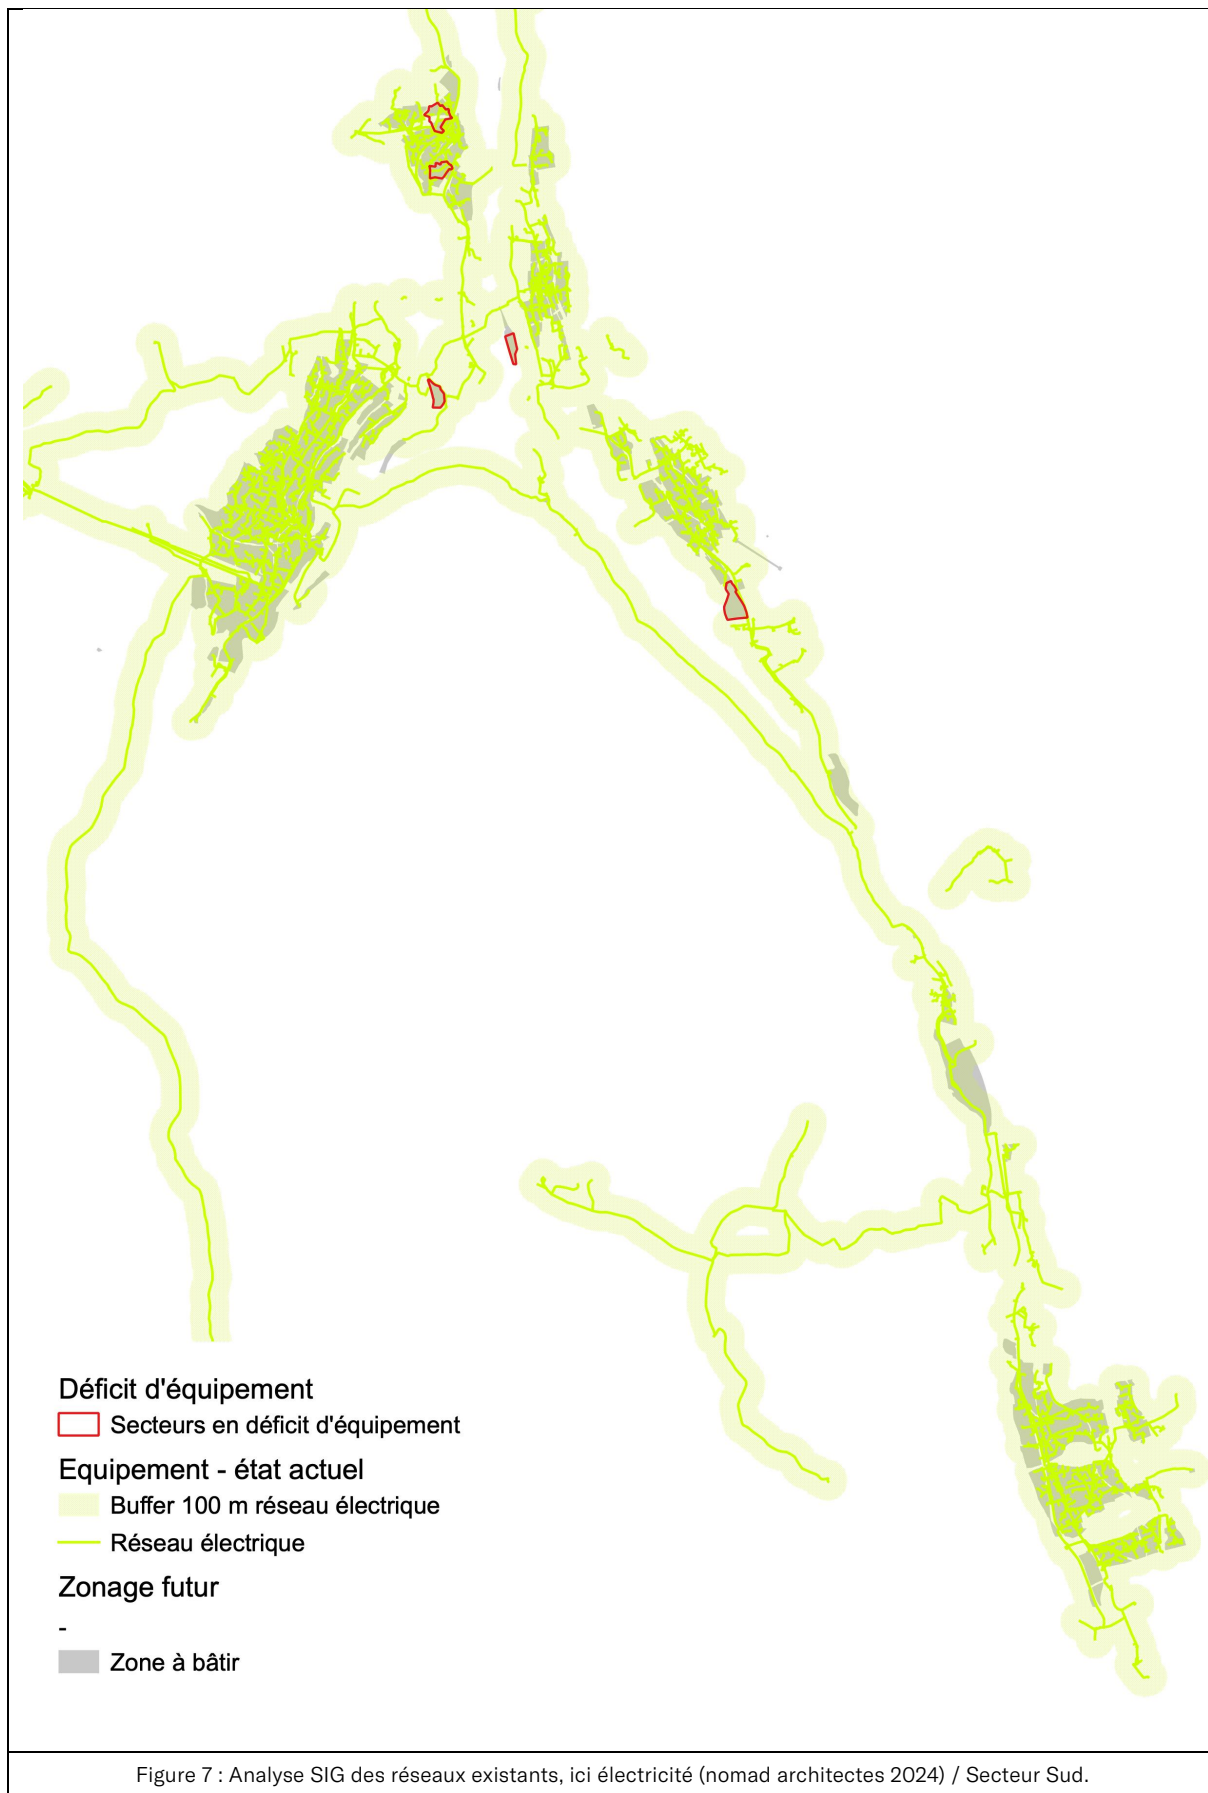 Déficit d'équipement
Secteurs en déficit d'équipement
Equipement - état actuel
Buffer 100 m réseau électrique
Réseau électrique
Zonage futur
-
Zone à bâtir
Figure 7 : Analyse SIG des réseaux existants, ici électricité (nomad architectes 2024) / Secteur Sud.